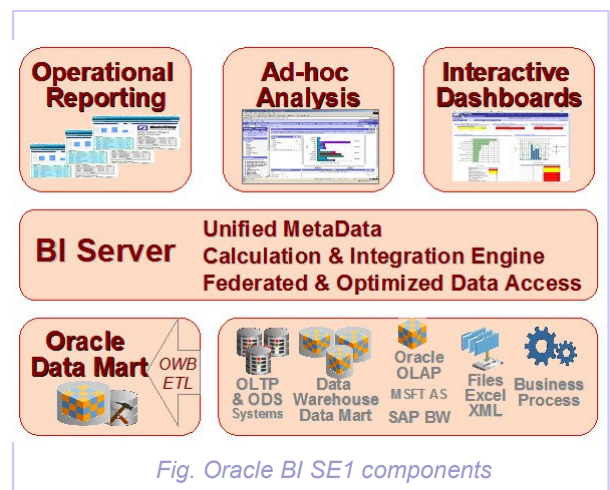 Operational
Reporting
Ad-hoc
Analysis
Interactive
Dashboards
BI Server
Unified MetaData
Calculation & Integration Engine
Federated & Optimized Data Access
Oracle
Data Mart
OWB
ETL
OLTP
& ODS
Systems
Data
Warehouse
Data Mart
Oracle
OLAP
MSFT AS
SAP BW
Files
Excel
XML
Business
Process
Fig. Oracle BI SE1 components